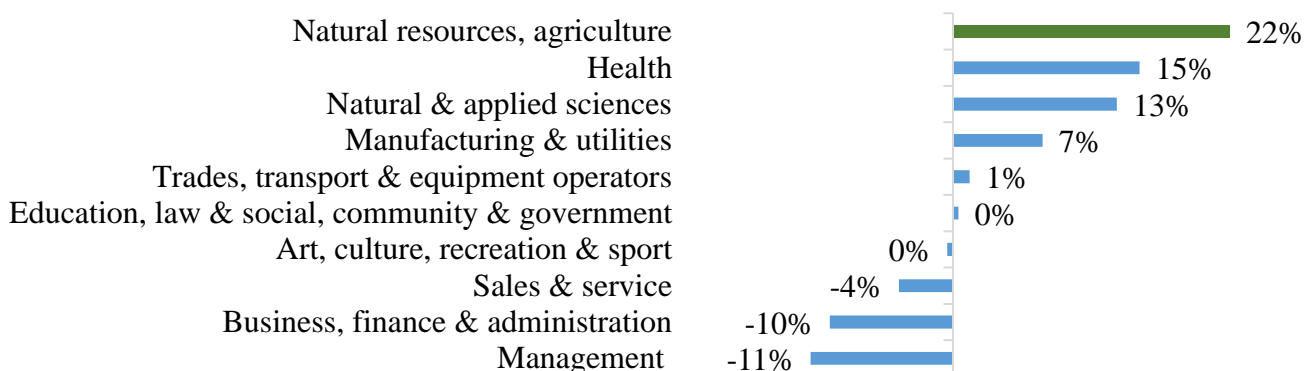 Natural resources, agriculture 22%
Health 15%
Natural & applied sciences 13%
Manufacturing & utilities 7%
Trades, transport & equipment operators 1%
Education, law & social, community & government 0%
Art, culture, recreation & sport 0%
Sales & service -4%
Business, finance & administration -10%
Management -11%